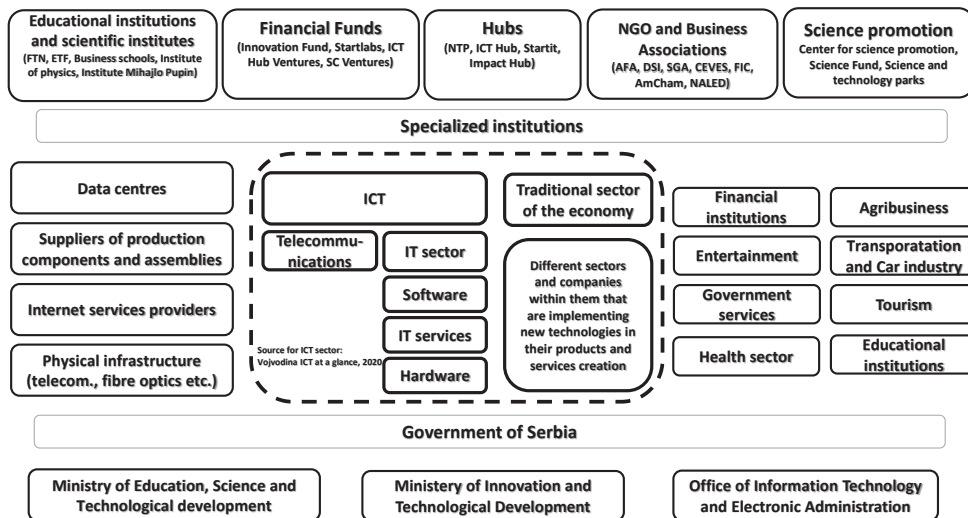 Educational institutions
and scientific institutes
(FTN, ETF, Business schools, Institute
of physics, Institute Mihajlo Pupin)
Financial Funds
(Innovation Fund, Startlabs, ICT
Hub Ventures, SC Ventures)
Hubs
(NTP, ICT Hub, Startit,
Impact Hub)
NGO and Business
Associations
(AFA, DSI, SGA, CEVES, FIC,
AmCham, NALED)
Science promotion
Center for science promotion,
Science Fund, Science and
technology parks
Specialized institutions
Data centres
Suppliers of production
components and assemblies
Internet services providers
Physical infrastructure
(telecom., fibre optics etc.)
ICT
Telecommu-
nications
IT sector
Software
IT services
Hardware
Source for ICT sector:
Vojvodina ICT at a glance, 2020
Traditional sector
of the economy
Different sectors
and companies
within them that
are implementing
new technologies in
their products and
services creation
Financial
institutions
Agribusiness
Entertainment
Transporatation
and Car industry
Government
services
Tourism
Health sector
Educational
institutions
Government of Serbia
Ministry of Education, Science and
Technological development
Ministery of Innovation and
Technological Development
Office of Information Technology
and Electronic Administration